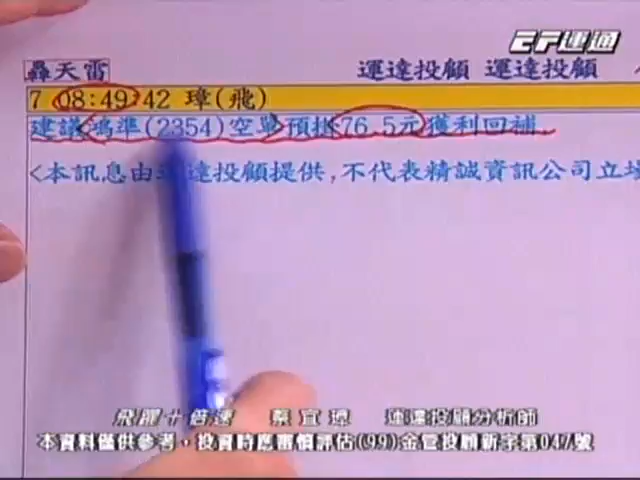 EF運通
轟天雷 運達投顧 運達投顧
7 08:49:42 璋(飛)
建議鴻準(2354)空單預掛76.5元獲利回補.
<本訊息由運達投顧提供,不代表精誠資訊公司立場
飛躍十倍速 蔡宜璋 運達投顧分析師
本資料僅供參考，投資時應審慎評估(99)金管投顧新字第047號